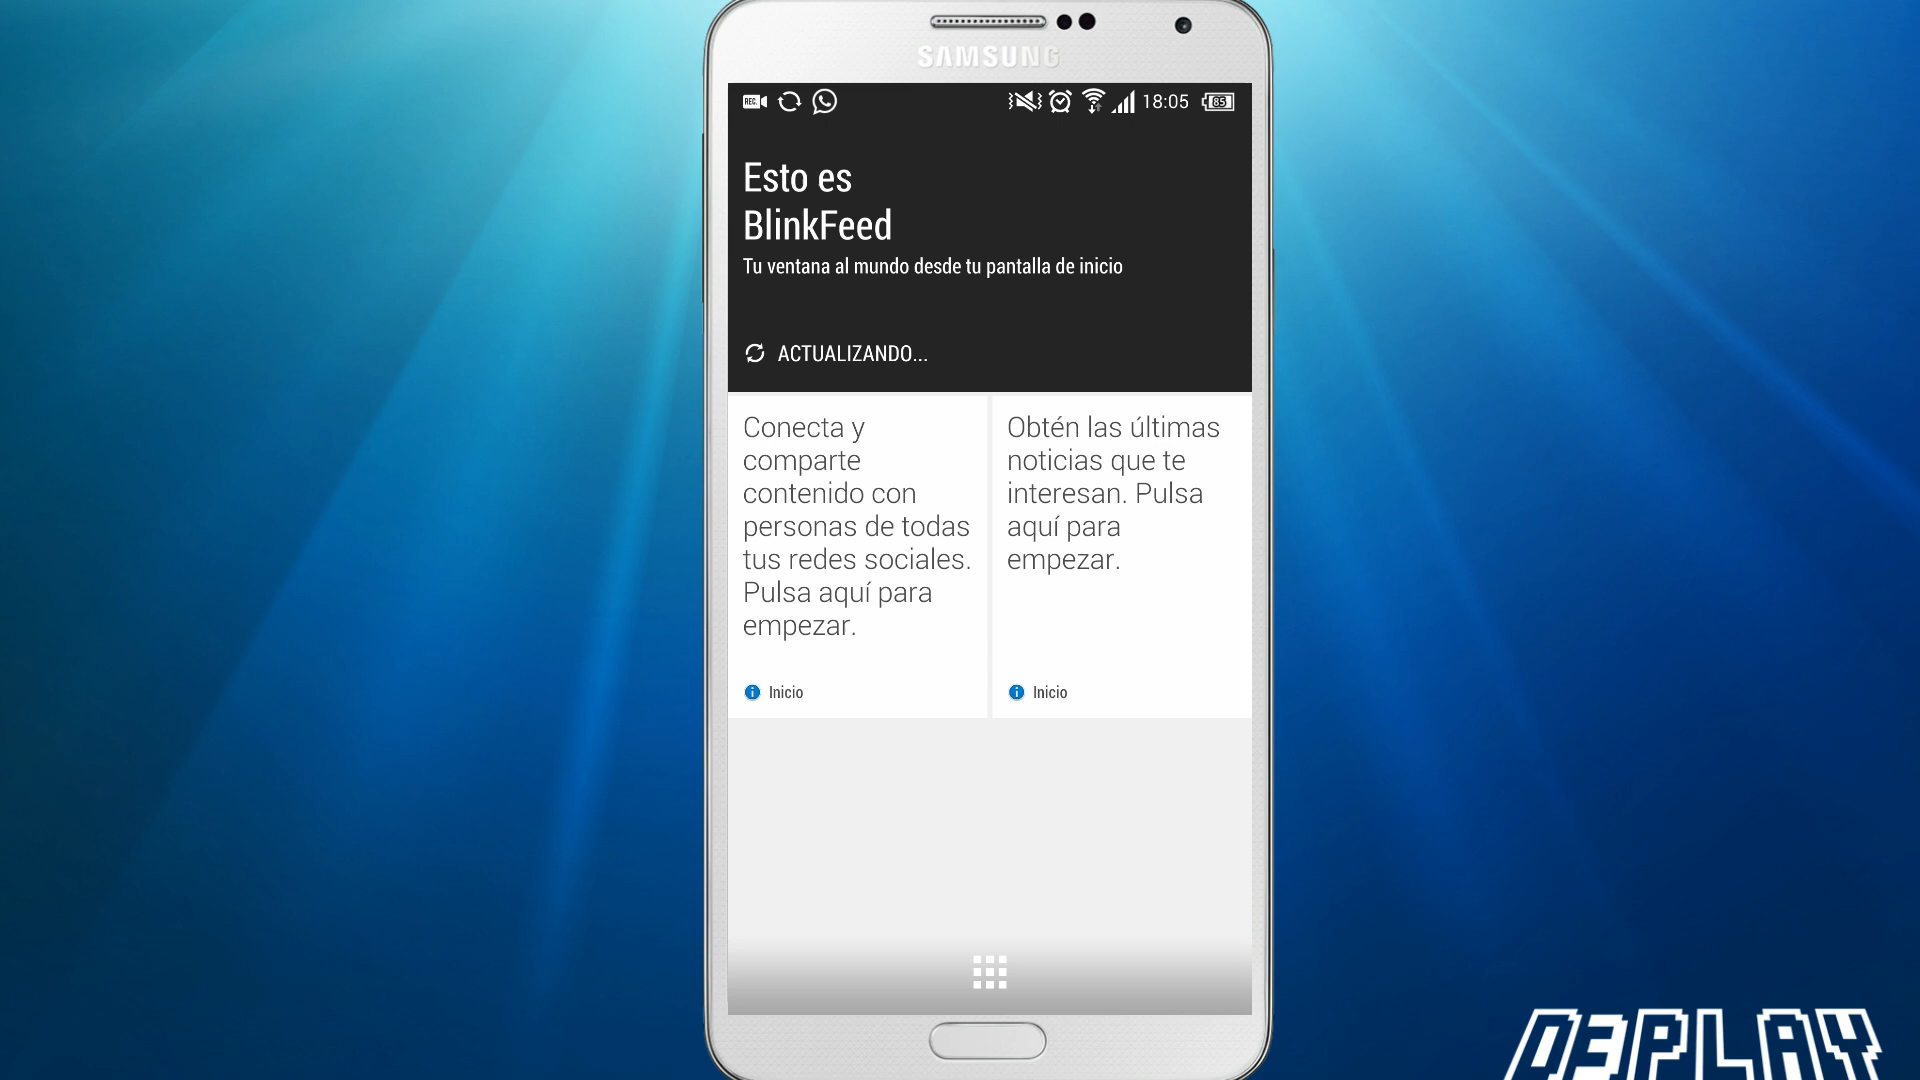 SAMSUNG
REC. 18:05 85
Esto es
BlinkFeed
Tu ventana al mundo desde tu pantalla de inicio
ACTUALIZANDO...
Conecta y
comparte
contenido con
personas de todas
tus redes sociales.
Pulsa aquí para
empezar.
Inicio
Obtén las últimas
noticias que te
interesan. Pulsa
aquí para
empezar.
Inicio
DEPLAY